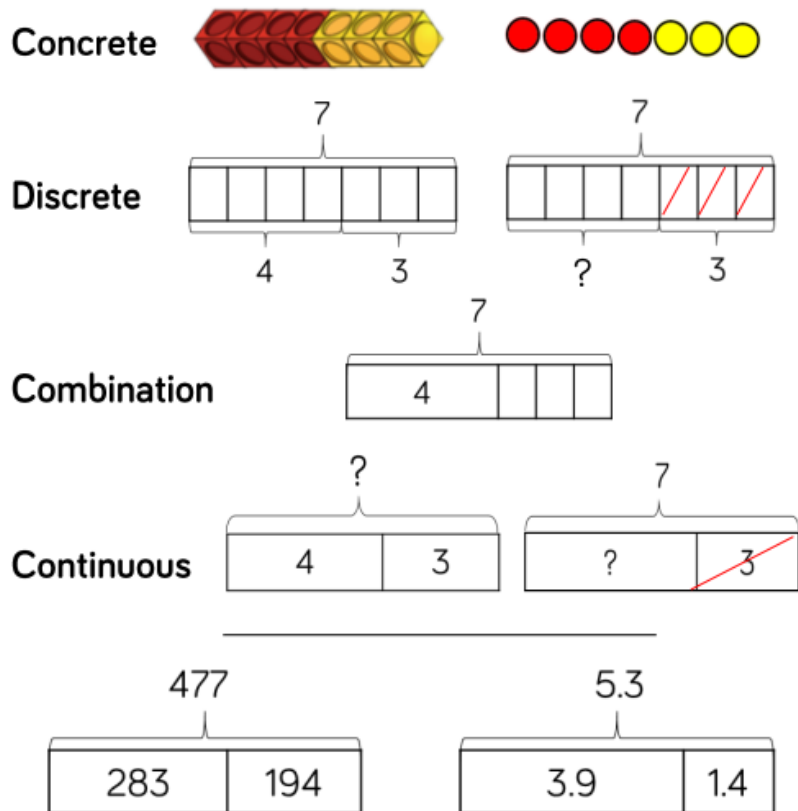 Concrete
7 7
Discrete
4 3 ? 3
7
Combination 4
? 7
Continuous 4 3 ? 3
477 5.3
283 194 3.9 1.4